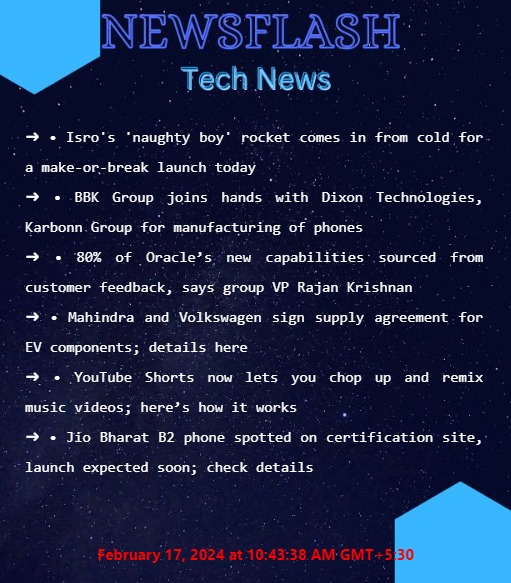 NEWSFLASH
Tech News
➜ • Isro's 'naughty boy' rocket comes in from cold for
a make-or-break launch today
➜ • BBK Group joins hands with Dixon Technologies,
Karbonn Group for manufacturing of phones
➜ • 80% of Oracle’s new capabilities sourced from
customer feedback, says group VP Rajan Krishnan
➜ • Mahindra and Volkswagen sign supply agreement for
EV components; details here
➜ • YouTube Shorts now lets you chop up and remix
music videos; here’s how it works
➜ • Jio Bharat B2 phone spotted on certification site,
launch expected soon; check details
February 17, 2024 at 10:43:38 AM GMT+5:30